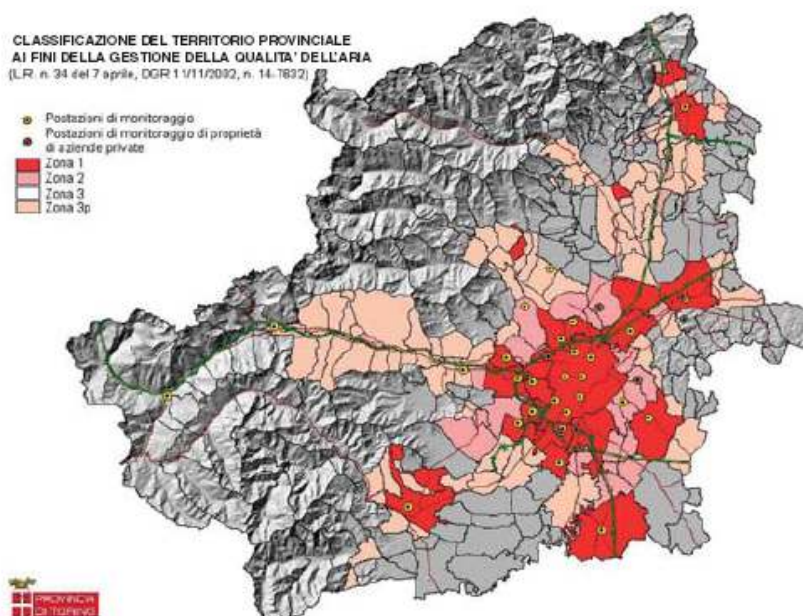 CLASSIFICAZIONE DEL TERRITORIO PROVINCIALE
AI FINI DELLA GESTIONE DELLA QUALITA' DELL'ARIA
(L.R. n. 34 del 7 aprile, DGR 11/11/2002, n. 14-7632)
Postazioni di monitoraggio
Postazioni di monitoraggio di proprietà
di aziende private
Zona 1
Zona 2
Zona 3
Zona 3p
PROVINCIA
DI TORINO